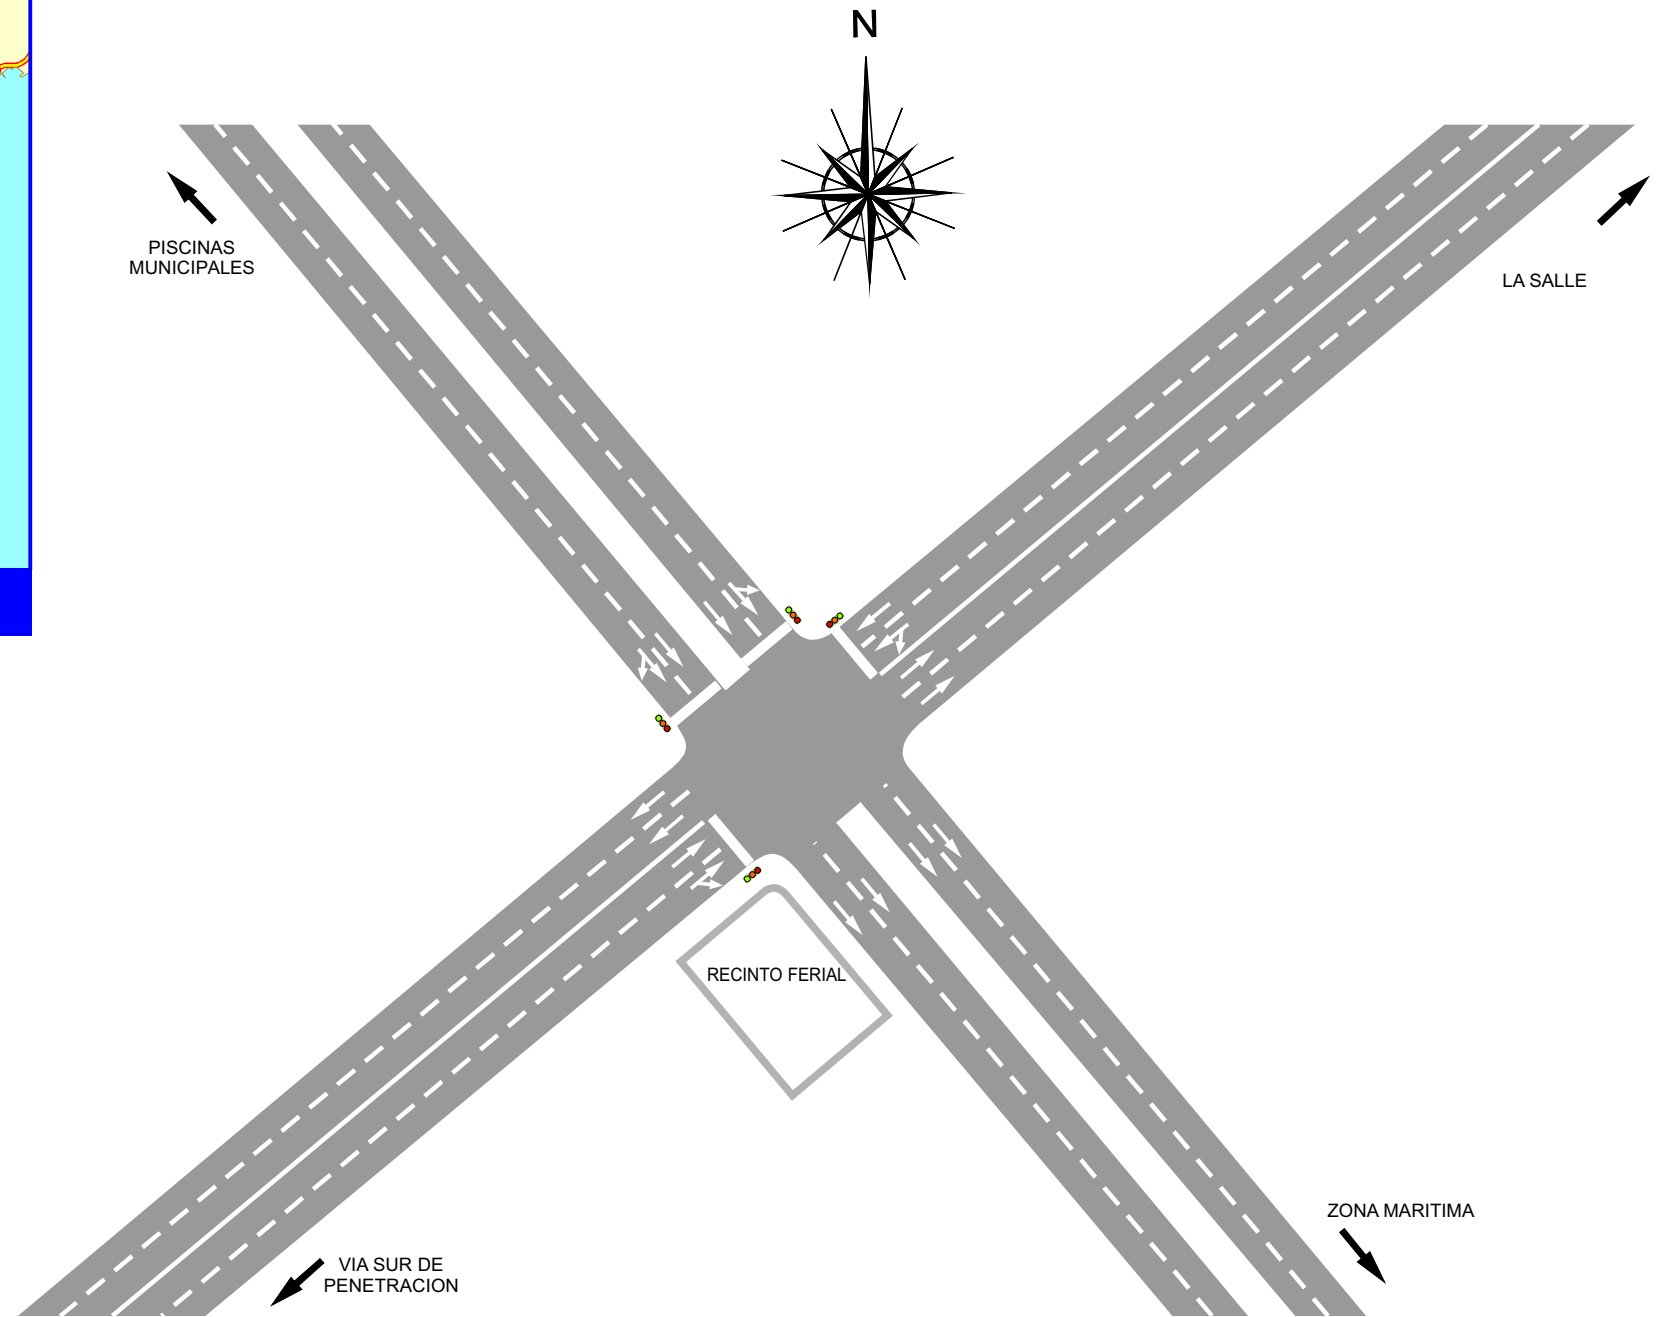 N
PISCINAS
MUNICIPALES
LA SALLE
RECINTO FERIAL
ZONA MARITIMA
VIA SUR DE
PENETRACION